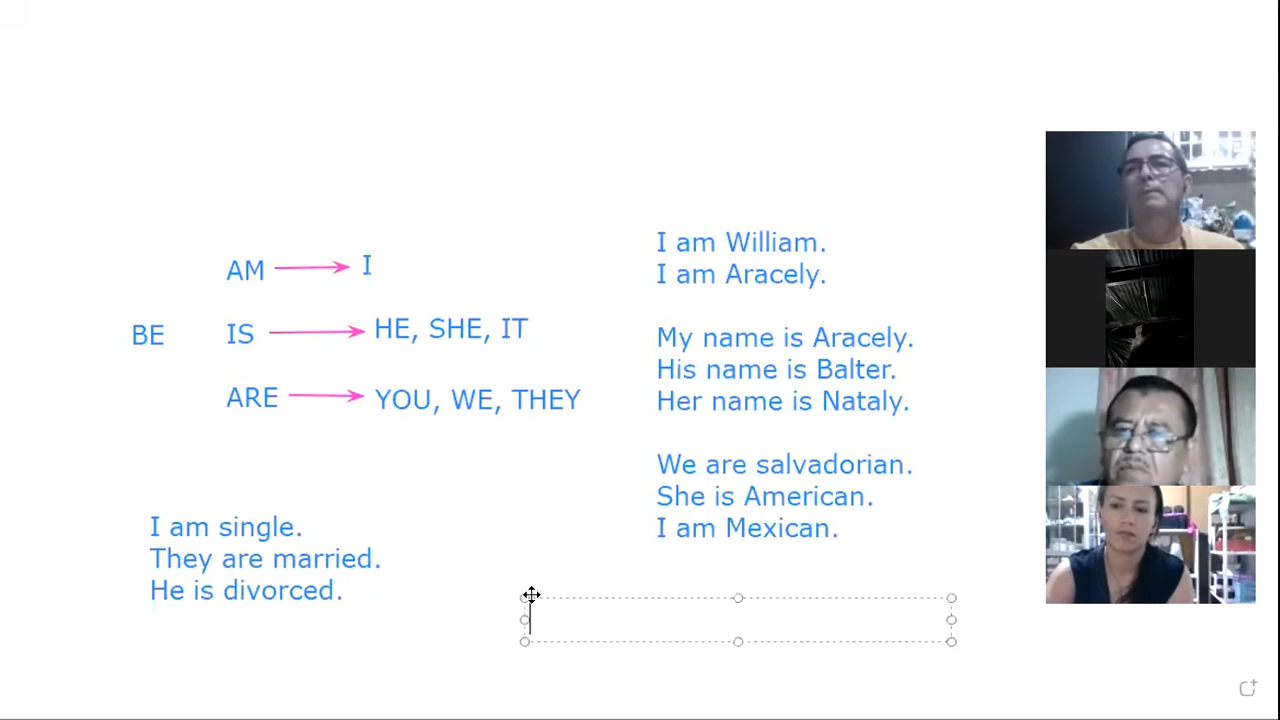 AM I
BE IS HE, SHE, IT
ARE YOU, WE, THEY
I am single.
They are married.
He is divorced.
I am William.
I am Aracely.
My name is Aracely.
His name is Balter.
Her name is Nataly.
We are salvadorian.
She is American.
I am Mexican.